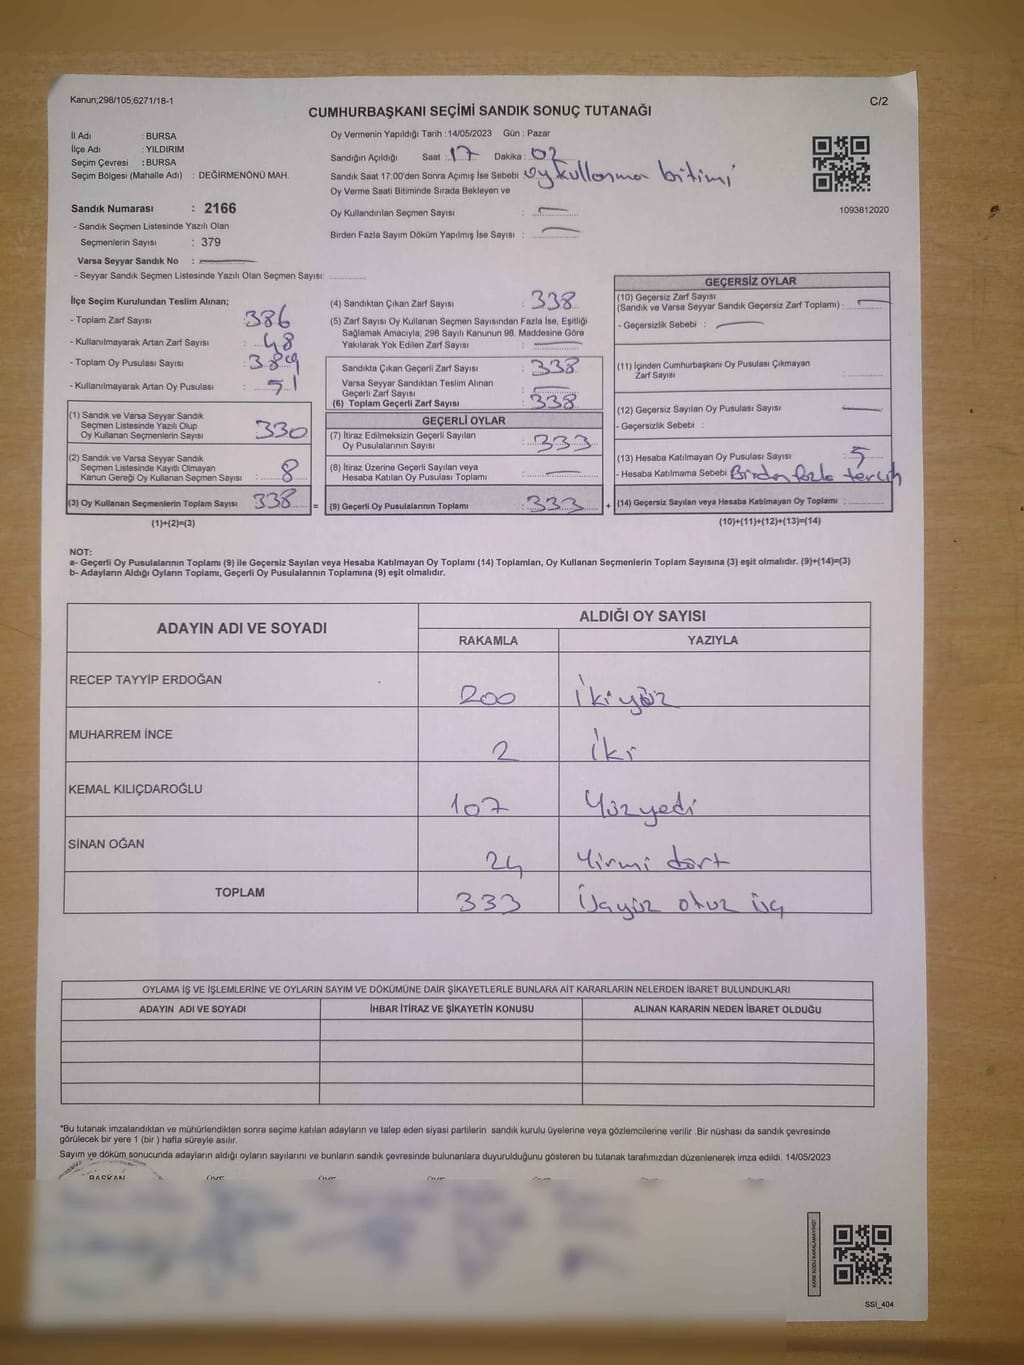 Kanun;298/105;6271/18-1
C/2
CUMHURBAŞKANI SEÇİMİ SANDIK SONUÇ TUTANAĞI
İl Adı : BURSA
İlçe Adı : YILDIRIM
Seçim Çevresi : BURSA
Seçim Bölgesi (Mahalle Adı) : DEĞİRMENÖNÜ MAH.
Sandık Numarası : 2166
- Sandık Seçmen Listesinde Yazılı Olan
Seçmenlerin Sayısı : 379
Varsa Seyyar Sandık No :
- Seyyar Sandık Seçmen Listesinde Yazılı Olan Seçmen Sayısı:
Oy Vermenin Yapıldığı Tarih : 14/05/2023 Gün : Pazar
Sandığın Açıldığı Saat : 17 Dakika : 02
Sandık Saat 17:00'den Sonra Açımış İse Sebebi : oy kullanma bitimi
Oy Verme Saati Bitiminde Sırada Bekleyen ve
Oy Kullandırılan Seçmen Sayısı :
Birden Fazla Sayım Döküm Yapılmış İse Sayısı :
1093812020
İlçe Seçim Kurulundan Teslim Alınan;
- Toplam Zarf Sayısı : 386
- Kullanılmayarak Artan Zarf Sayısı : 48
- Toplam Oy Pusulası Sayısı : 389
- Kullanılmayarak Artan Oy Pusulası : 51
(1) Sandık ve Varsa Seyyar Sandık
Seçmen Listesinde Yazılı Olup
Oy Kullanan Seçmenlerin Sayısı : 330
(2) Sandık ve Varsa Seyyar Sandık
Seçmen Listesinde Kayıtlı Olmayan
Kanun Gereği Oy Kullanan Seçmen Sayısı : 8
(3) Oy Kullanan Seçmenlerin Toplam Sayısı 338 =
(1)+(2)=(3)
(4) Sandıktan Çıkan Zarf Sayısı : 338
(5) Zarf Sayısı Oy Kullanan Seçmen Sayısından Fazla İse, Eşitliği
Sağlamak Amacıyla; 298 Sayılı Kanunun 98. Maddesine Göre
Yakılarak Yok Edilen Zarf Sayısı :
Sandıkta Çıkan Geçerli Zarf Sayısı : 338
Varsa Seyyar Sandıktan Teslim Alınan
Geçerli Zarf Sayısı :
(6) Toplam Geçerli Zarf Sayısı : 338
GEÇERLİ OYLAR
(7) İtiraz Edilmeksizin Geçerli Sayılan
Oy Pusulalarının Sayısı : 333
(8) İtiraz Üzerine Geçerli Sayılan veya
Hesaba Katılan Oy Pusulası Toplamı :
(9) Geçerli Oy Pusulalarının Toplamı : 333 +
GEÇERSİZ OYLAR
(10) Geçersiz Zarf Sayısı
(Sandık ve Varsa Seyyar Sandık Geçersiz Zarf Toplamı) :
- Geçersizlik Sebebi :
(11) İçinden Cumhurbaşkanı Oy Pusulası Çıkmayan
Zarf Sayısı :
(12) Geçersiz Sayılan Oy Pusulası Sayısı :
- Geçersizlik Sebebi :
(13) Hesaba Katılmayan Oy Pusulası Sayısı : 5
- Hesaba Katılmama Sebebi : Birden fazla tercih
(14) Geçersiz Sayılan veya Hesaba Katılmayan Oy Toplamı :
(10)+(11)+(12)+(13)=(14)
NOT:
a- Geçerli Oy Pusulalarının Toplamı (9) ile Geçersiz Sayılan veya Hesaba Katılmayan Oy Toplamı (14) Toplamları, Oy Kullanan Seçmenlerin Toplam Sayısına (3) eşit olmalıdır. (9)+(14)=(3)
b- Adayların Aldığı Oyların Toplamı, Geçerli Oy Pusulalarının Toplamına (9) eşit olmalıdır.
ADAYIN ADI VE SOYADI
ALDIĞI OY SAYISI
RAKAMLA YAZIYLA
RECEP TAYYİP ERDOĞAN 200 ikiyüz
MUHARREM İNCE 2 iki
KEMAL KILIÇDAROĞLU 107 Yüzyedi
SİNAN OĞAN 24 Yirmi dört
TOPLAM 333 üçyüz otuz üç
OYLAMA İŞ VE İŞLEMLERİNE VE OYLARIN SAYIM VE DÖKÜMÜNE DAİR ŞİKAYETLERLE BUNLARA AİT KARARLARIN NELERDEN İBARET BULUNDUKLARI
ADAYIN ADI VE SOYADI İHBAR İTİRAZ VE ŞİKAYETİN KONUSU ALINAN KARARIN NEDEN İBARET OLDUĞU
*Bu tutanak imzalandıktan ve mühürlendikten sonra seçime katılan adayların ve talep eden siyasi partilerin sandık kurulu üyelerine veya gözlemcilerine verilir .Bir nüshası da sandık çevresinde
görülecek bir yere 1 (bir ) hafta süreyle asılır.
Sayım ve döküm sonucunda adayların aldığı oyların sayılarını ve bunların sandık çevresinde bulunanlara duyurulduğunu gösteren bu tutanak tarafımızdan düzenlenerek imza edildi. 14/05/2023
BAŞKAN ÜYE ÜYE ÜYE ÜYE
SSİ_404